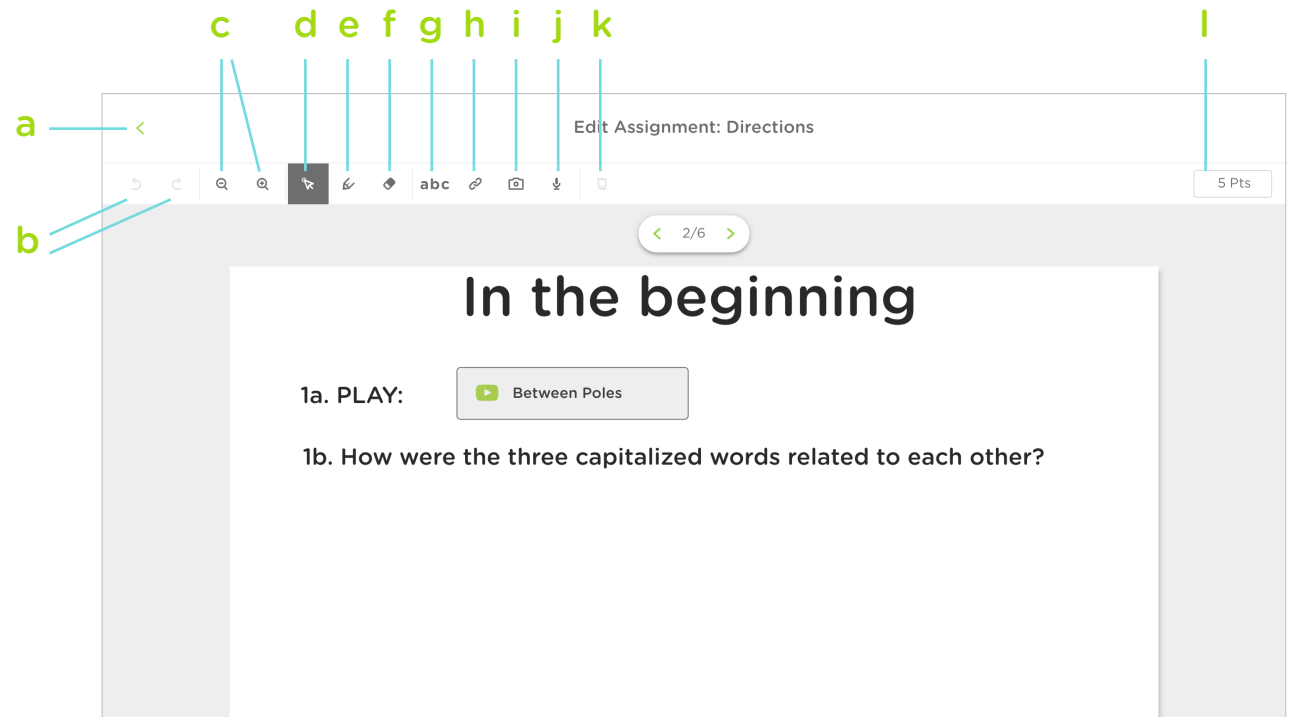 c d e f g h i j k l
a
Edit Assignment: Directions
abc
5 Pts
b
2/6
In the beginning
1a. PLAY:
Between Poles
1b. How were the three capitalized words related to each other?